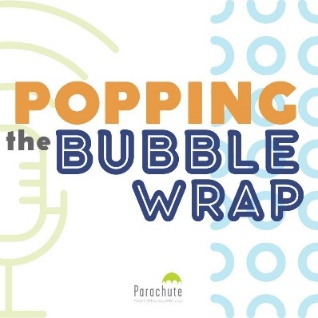 POPPING
the BUBBLE
WRAP
Parachute